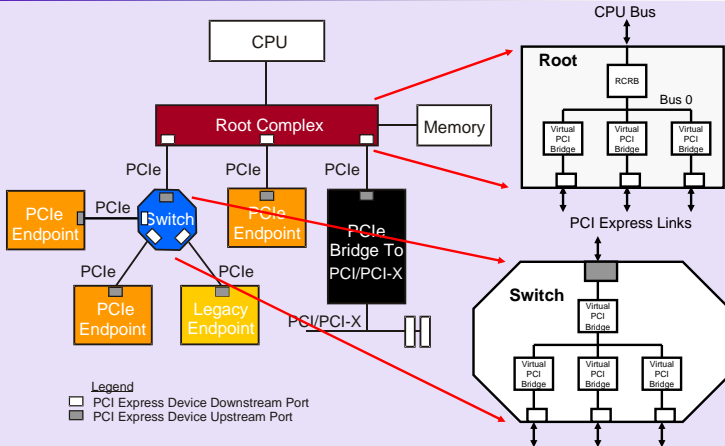 CPU
Root Complex
Memory
PCIe
PCIe
PCIe
PCIe
Endpoint
PCIe
Switch
PCIe
Endpoint
PCIe
Bridge To
PCI/PCI-X
PCIe
PCIe
PCIe
Endpoint
Legacy
Endpoint
PCI/PCI-X
Legend
PCI Express Device Downstream Port
PCI Express Device Upstream Port
CPU Bus
Root
RCRB
Bus 0
Virtual
PCI
Bridge
Virtual
PCI
Bridge
Virtual
PCI
Bridge
PCI Express Links
Switch
Virtual
PCI
Bridge
Virtual
PCI
Bridge
Virtual
PCI
Bridge
Virtual
PCI
Bridge